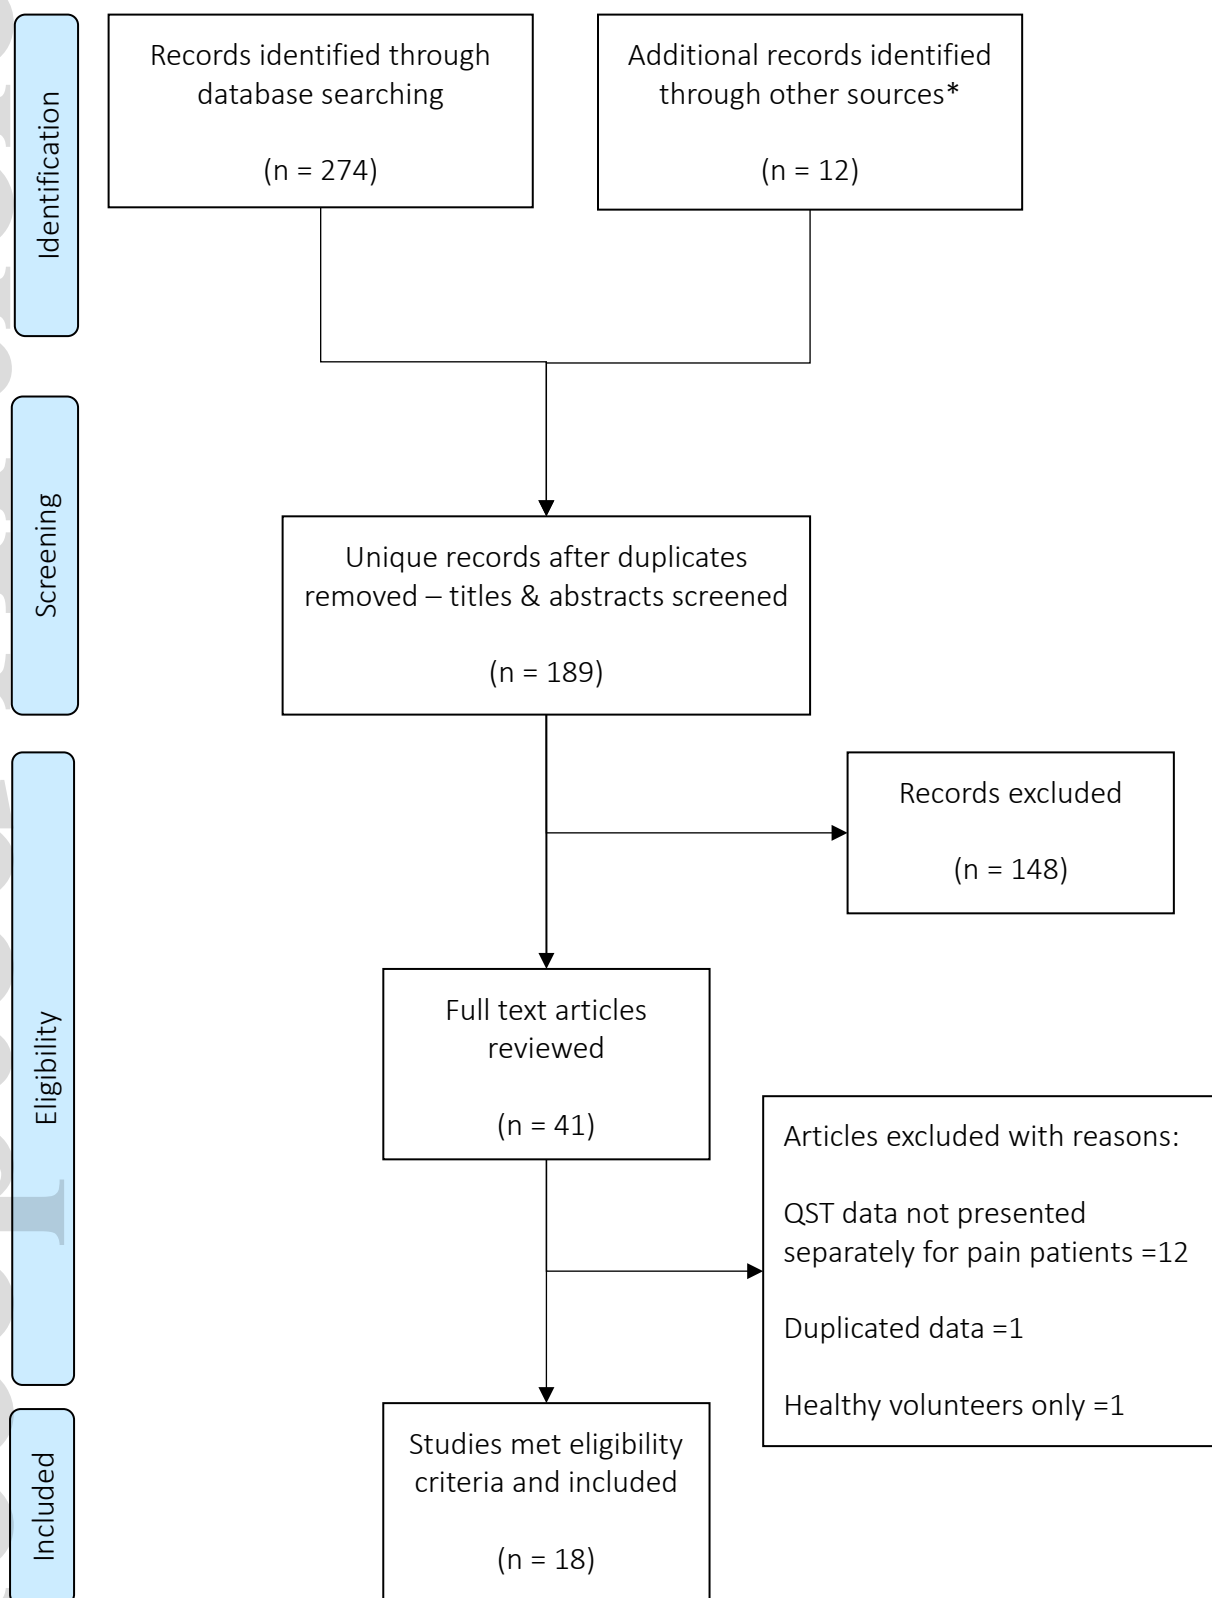 Identification
Records identified through
database searching
(n = 274)
Additional records identified
through other sources*
(n = 12)
Screening
Unique records after duplicates
removed – titles & abstracts screened
(n = 189)
Eligibility
Records excluded
(n = 148)
Full text articles
reviewed
(n = 41)
Articles excluded with reasons:
QST data not presented
separately for pain patients =12
Duplicated data =1
Healthy volunteers only =1
Included
Studies met eligibility
criteria and included
(n = 18)